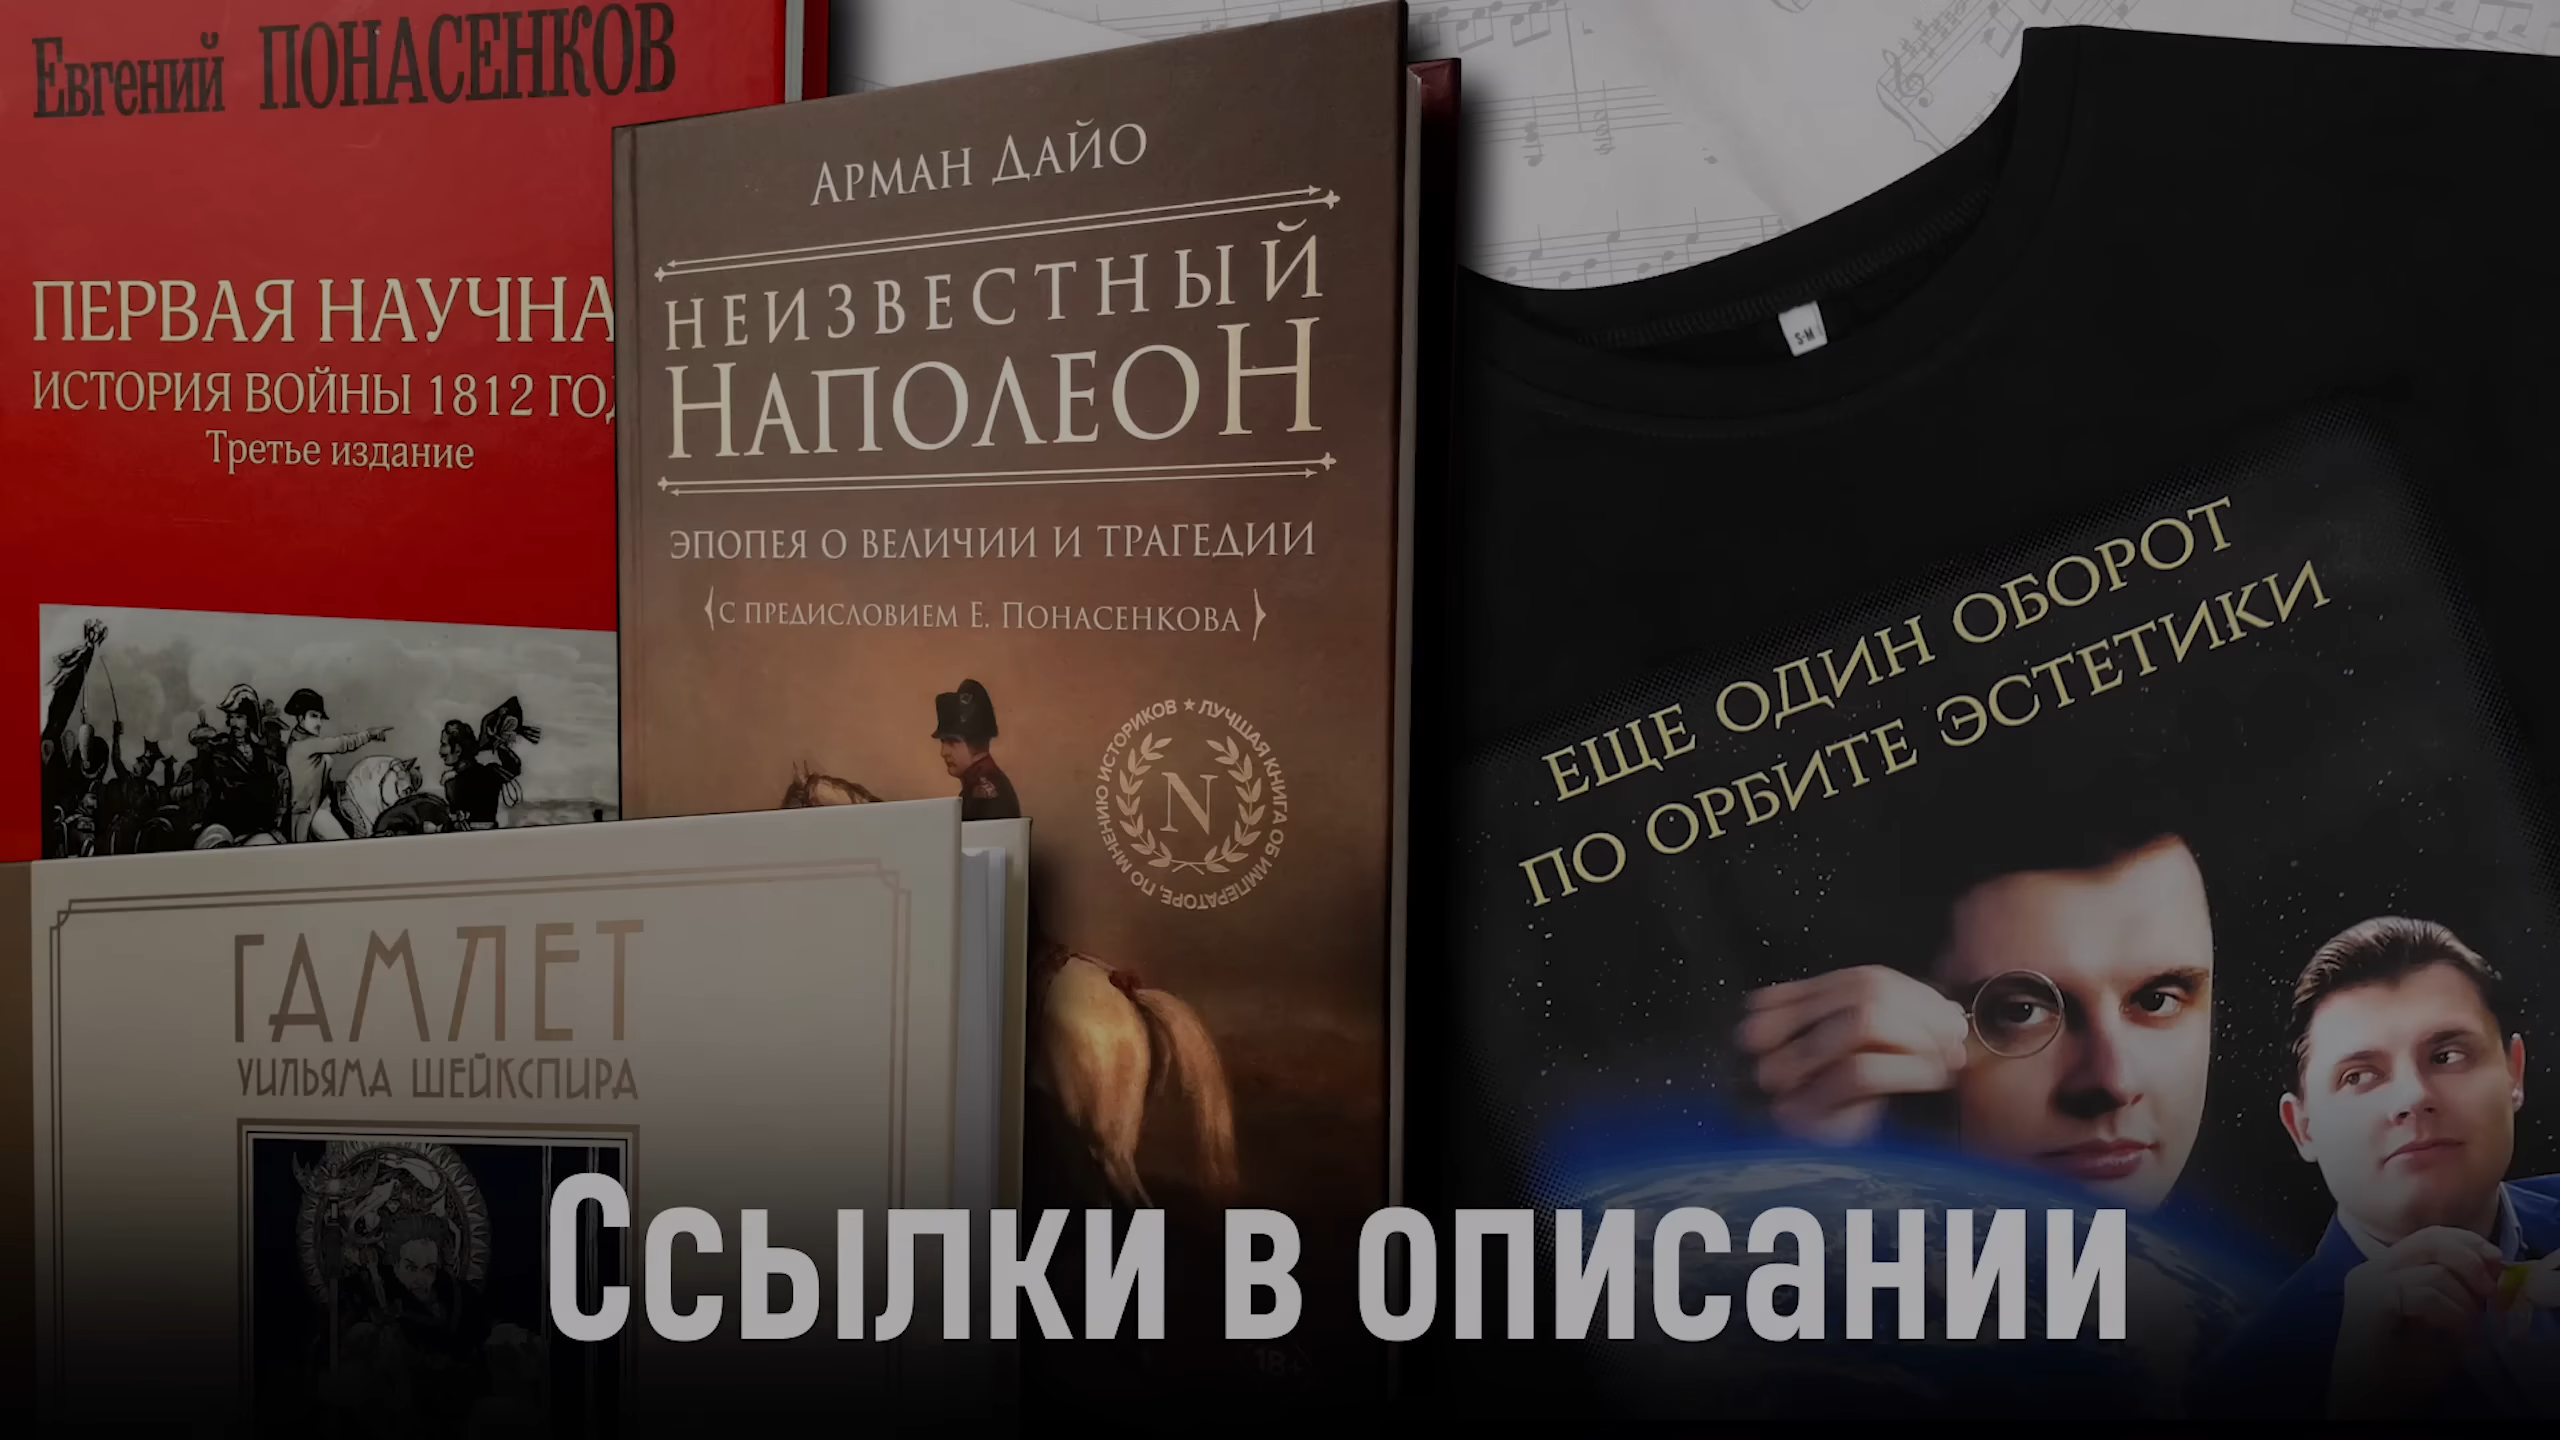 Евгений ПОНАСЕНКОВ
ПЕРВАЯ НАУЧНА
ИСТОРИЯ ВОЙНЫ 1812 ГОД
Третье издание
АРМАН ДАЙО
НЕИЗВЕСТНЫЙ
НАПОЛЕОН
ЭПОПЕЯ О ВЕЛИЧИИ И ТРАГЕДИИ
(С ПРЕДИСЛОВИЕМ Е. ПОНАСЕНКОВА)
★ ЛУЧШАЯ КНИГА ОБ ИМПЕРАТОРЕ, ПО МНЕНИЮ ИСТОРИКОВ
N
18+
ГАМЛЕТ
УИЛЬЯМА ШЕЙКСПИРА
S-M
ЕЩЕ ОДИН ОБОРОТ
ПО ОРБИТЕ ЭСТЕТИКИ
Ссылки в описании